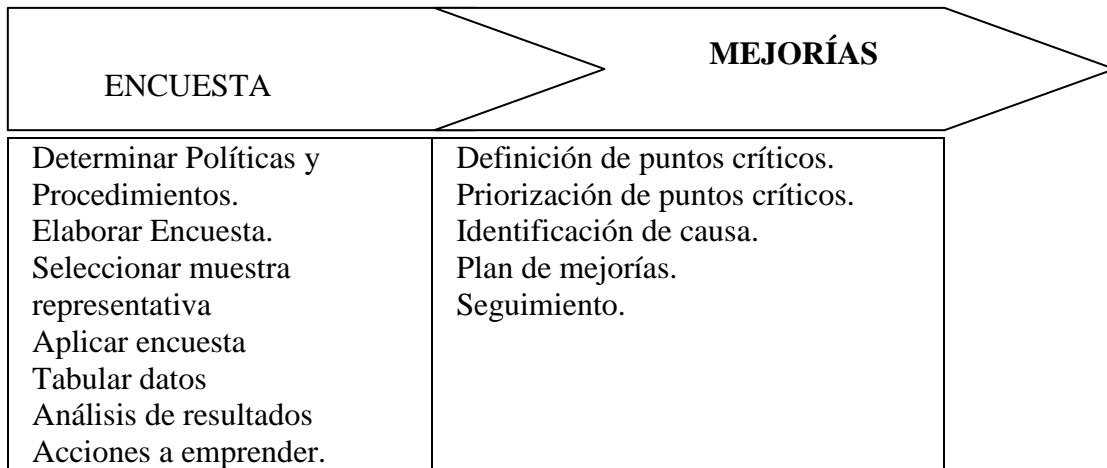 ENCUESTA
MEJORÍAS
Determinar Políticas y
Procedimientos.
Elaborar Encuesta.
Seleccionar muestra
representativa
Aplicar encuesta
Tabular datos
Análisis de resultados
Acciones a emprender.
Definición de puntos críticos.
Priorización de puntos críticos.
Identificación de causa.
Plan de mejorías.
Seguimiento.